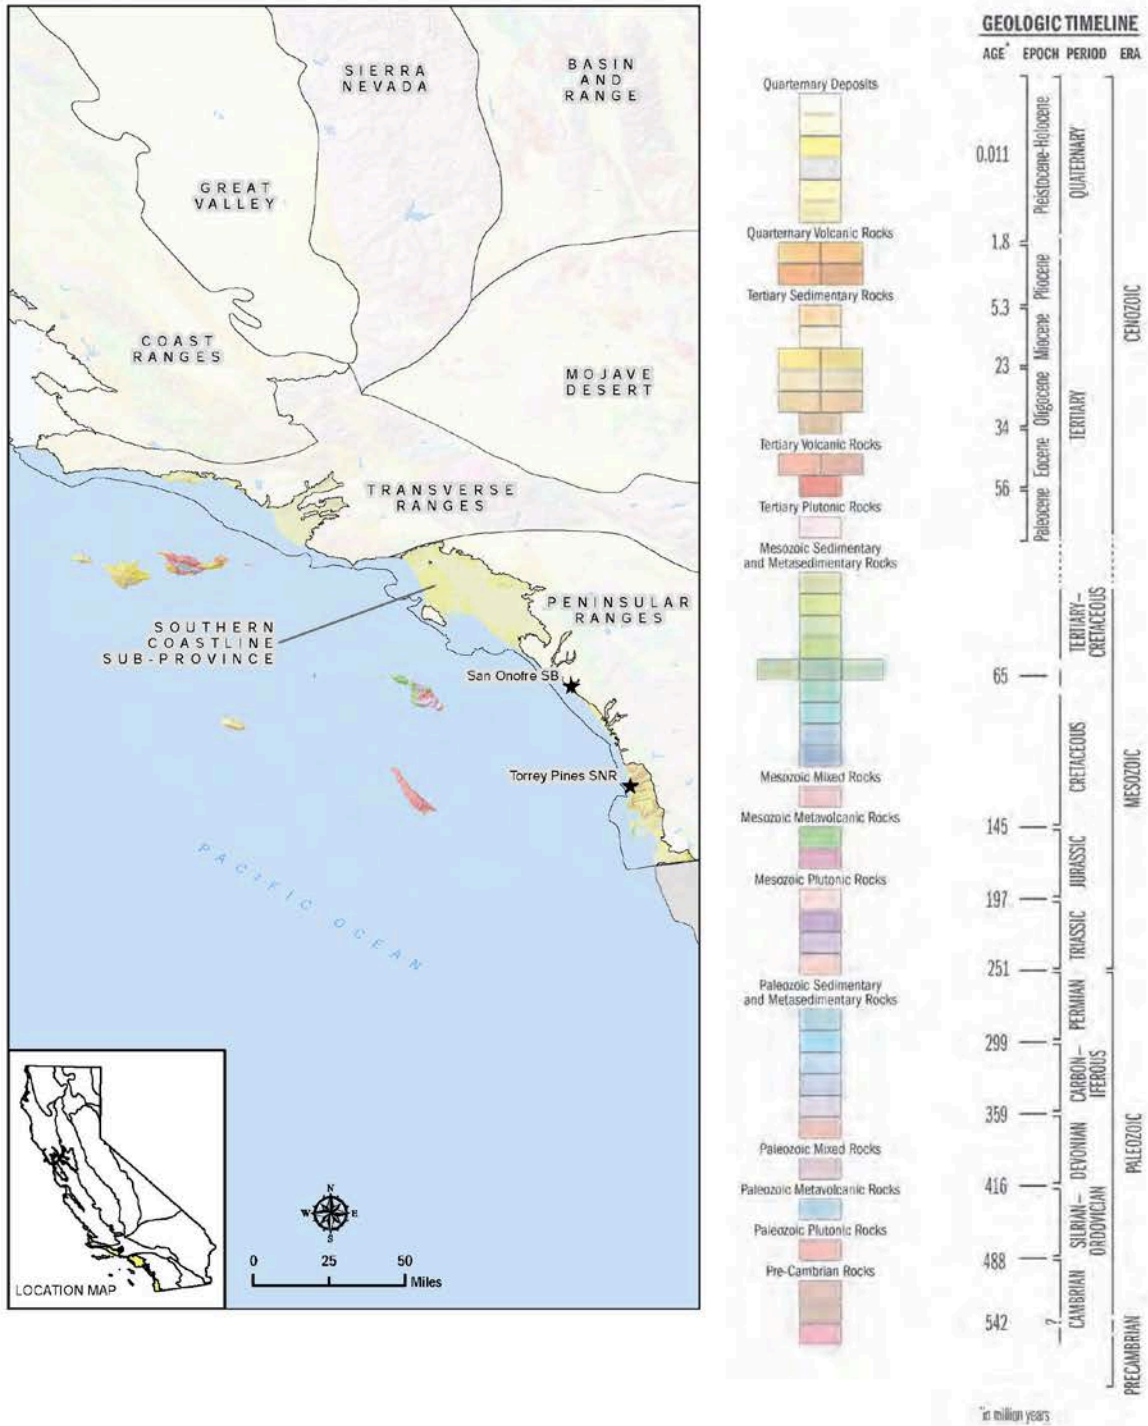 SIERRA
NEVADA
BASIN
AND
RANGE
GREAT
VALLEY
COAST
RANGES
MOJAVE
DESERT
TRANSVERSE
RANGES
PENINSULAR
RANGES
SOUTHERN
COASTLINE
SUB-PROVINCE
San Onofre SB
Torrey Pines SNR
PACIFIC OCEAN
LOCATION MAP
N
W E
S
0 25 50
Miles
Quarternary Deposits
Quarternary Volcanic Rocks
Tertiary Sedimentary Rocks
Tertiary Volcanic Rocks
Tertiary Plutonic Rocks
Mesozoic Sedimentary
and Metasedimentary Rocks
Mesozoic Mixed Rocks
Mesozoic Metavolcanic Rocks
Mesozoic Plutonic Rocks
Paleozoic Sedimentary
and Metasedimentary Rocks
Paleozoic Mixed Rocks
Paleozoic Metavolcanic Rocks
Paleozoic Plutonic Rocks
Pre-Cambrian Rocks
GEOLOGIC TIMELINE
AGE* EPOCH PERIOD ERA
0.011
1.8
5.3
23
34
56
65
145
197
251
299
359
416
488
542
?
Pleistocene-Holocene
Pliocene
Miocene
Oligocene
Eocene
Paleocene
QUATERNARY
TERTIARY
TERTIARY–
CRETACEOUS
CRETACEOUS
JURASSIC
TRIASSIC
PERMIAN
CARBON–
IFEROUS
DEVONIAN
SILRIAN–
ORDOVICIAN
CAMBRIAN
CENOZOIC
MESOZOIC
PALEOZOIC
PRECAMBRIAN
*in million years